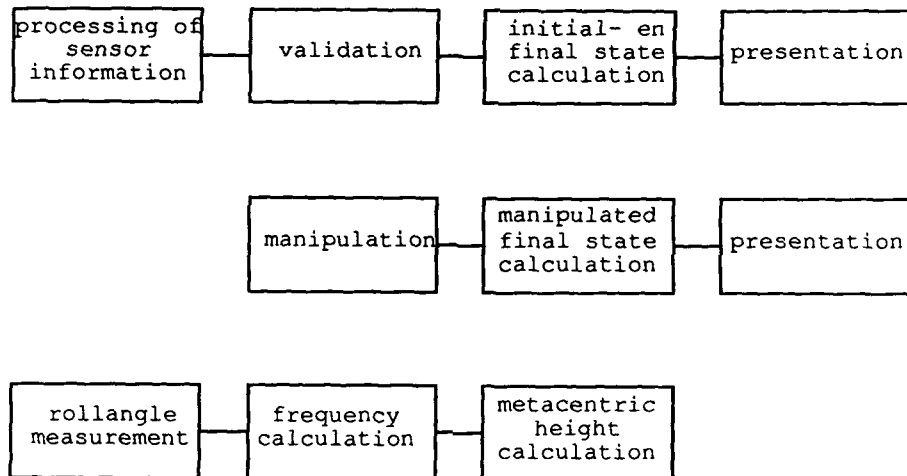 processing of
sensor
information
validation
initial- en
final state
calculation
presentation
manipulation
manipulated
final state
calculation
presentation
rollangle
measurement
frequency
calculation
metacentric
height
calculation